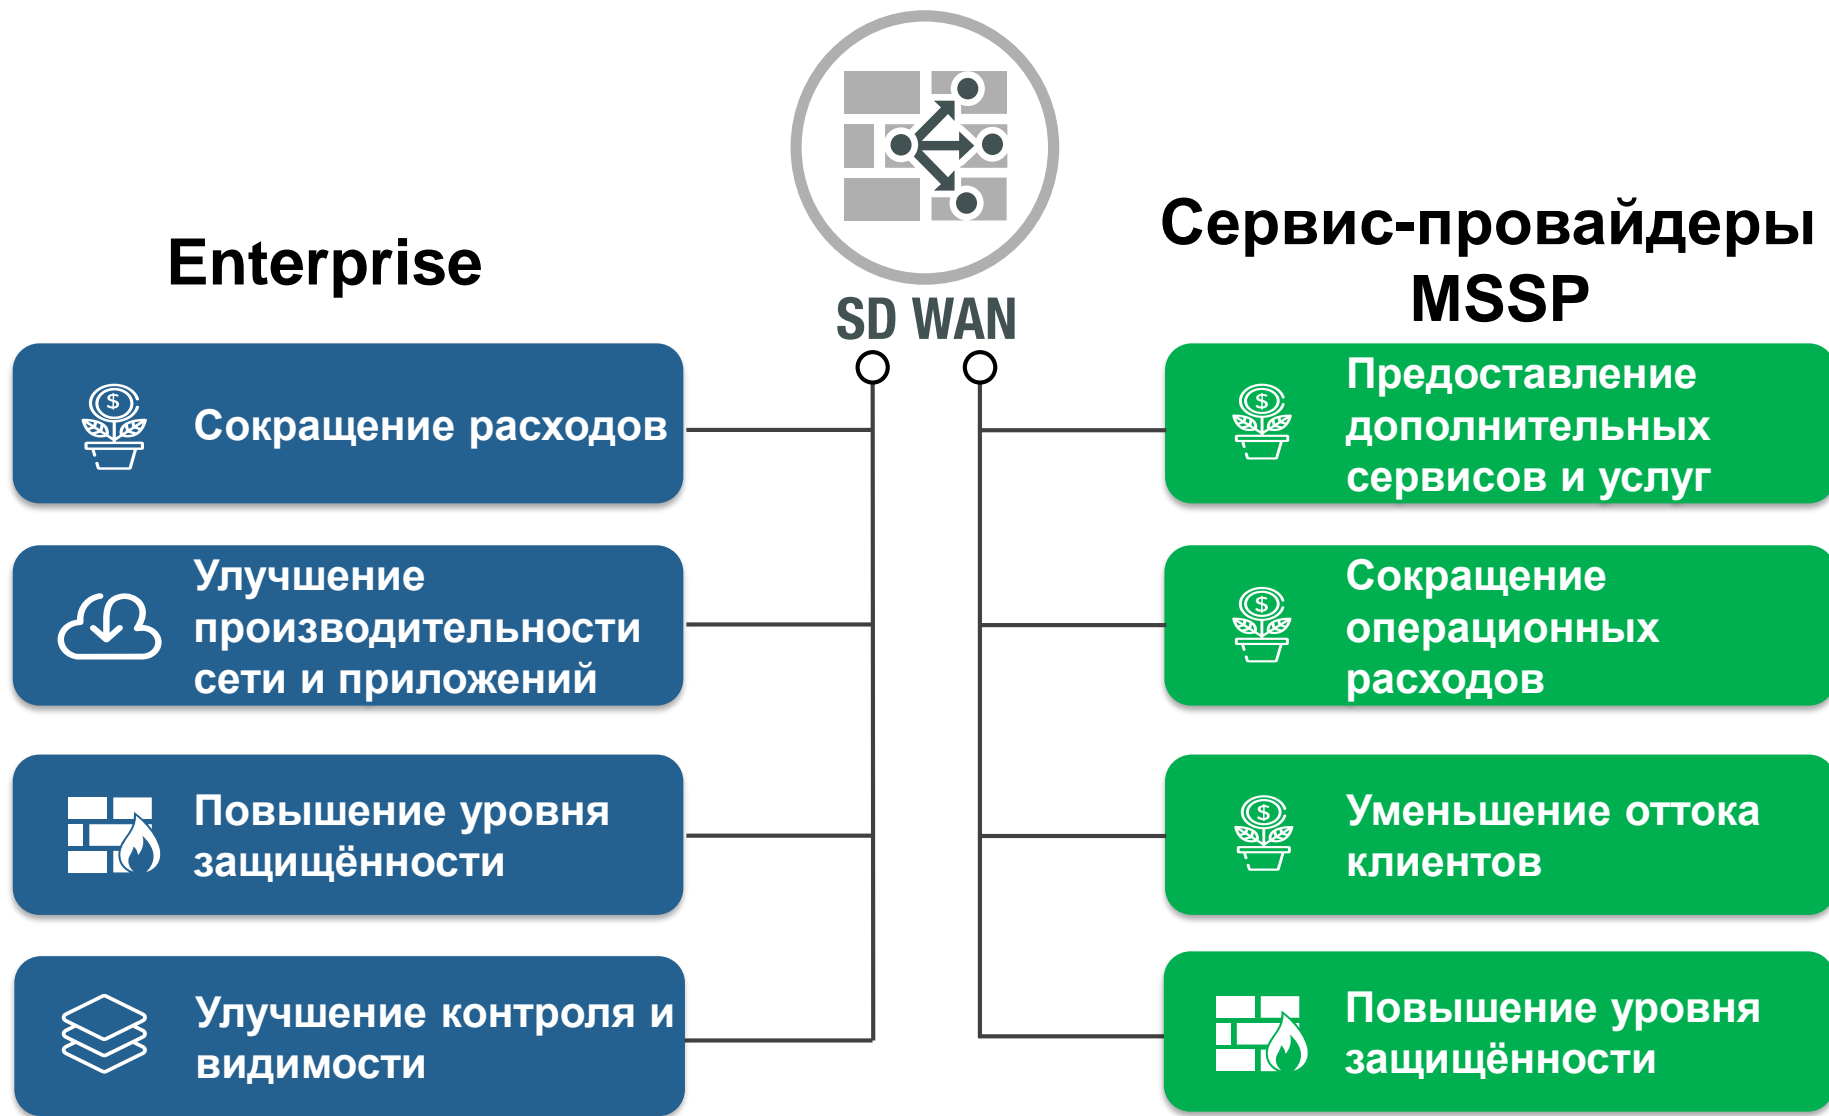 SD WAN
Enterprise
Сокращение расходов
Улучшение
производительности
сети и приложений
Повышение уровня
защищённости
Улучшение контроля и
видимости
Сервис-провайдеры
MSSP
$
Предоставление
дополнительных
сервисов и услуг
$
Сокращение
операционных
расходов
$
Уменьшение оттока
клиентов
$
Повышение уровня
защищённости